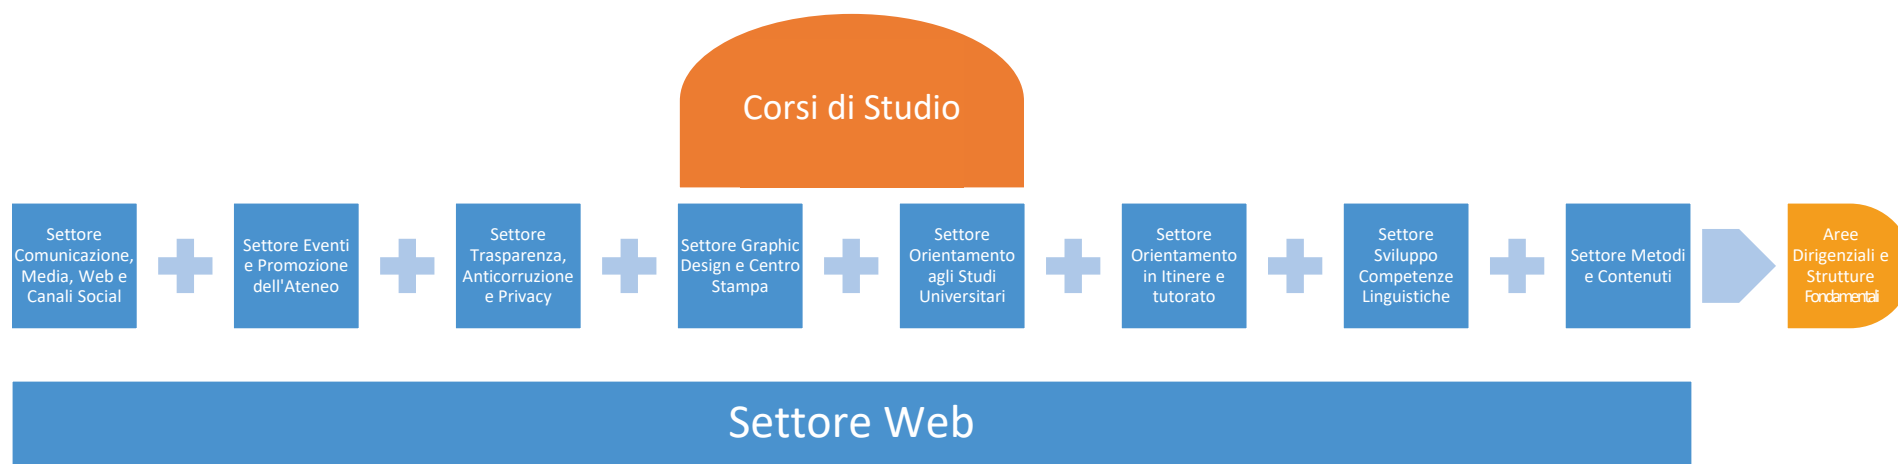 Corsi di Studio
Settore
Comunicazione,
Media, Web e
Canali Social
Settore Eventi
e Promozione
dell'Ateneo
Settore
Trasparenza,
Anticorruzione
e Privacy
Settore Graphic
Design e Centro
Stampa
Settore
Orientamento
agli Studi
Universitari
Settore
Orientamento
in Itinere e
tutorato
Settore
Sviluppo
Competenze
Linguistiche
Settore Metodi
e Contenuti
Aree
Dirigenziali e
Strutture
Fondamentali
Settore Web